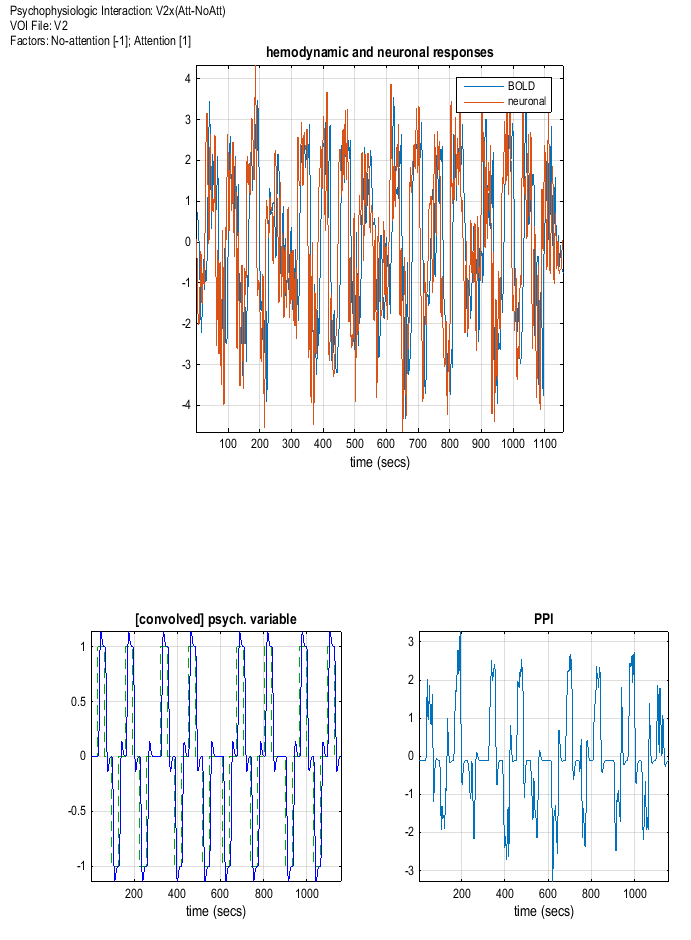 Psychophysiologic Interaction: V2x(Att-NoAtt)
VOI File: V2
Factors: No-attention [-1]; Attention [1]
hemodynamic and neuronal responses
BOLD
neuronal
4
3
2
1
0
-1
-2
-3
-4
100 200 300 400 500 600 700 800 900 1000 1100
time (secs)
[convolved] psych. variable
1
0.5
0
-0.5
-1
200 400 600 800 1000
time (secs)
PPI
3
2
1
0
-1
-2
-3
200 400 600 800 1000
time (secs)